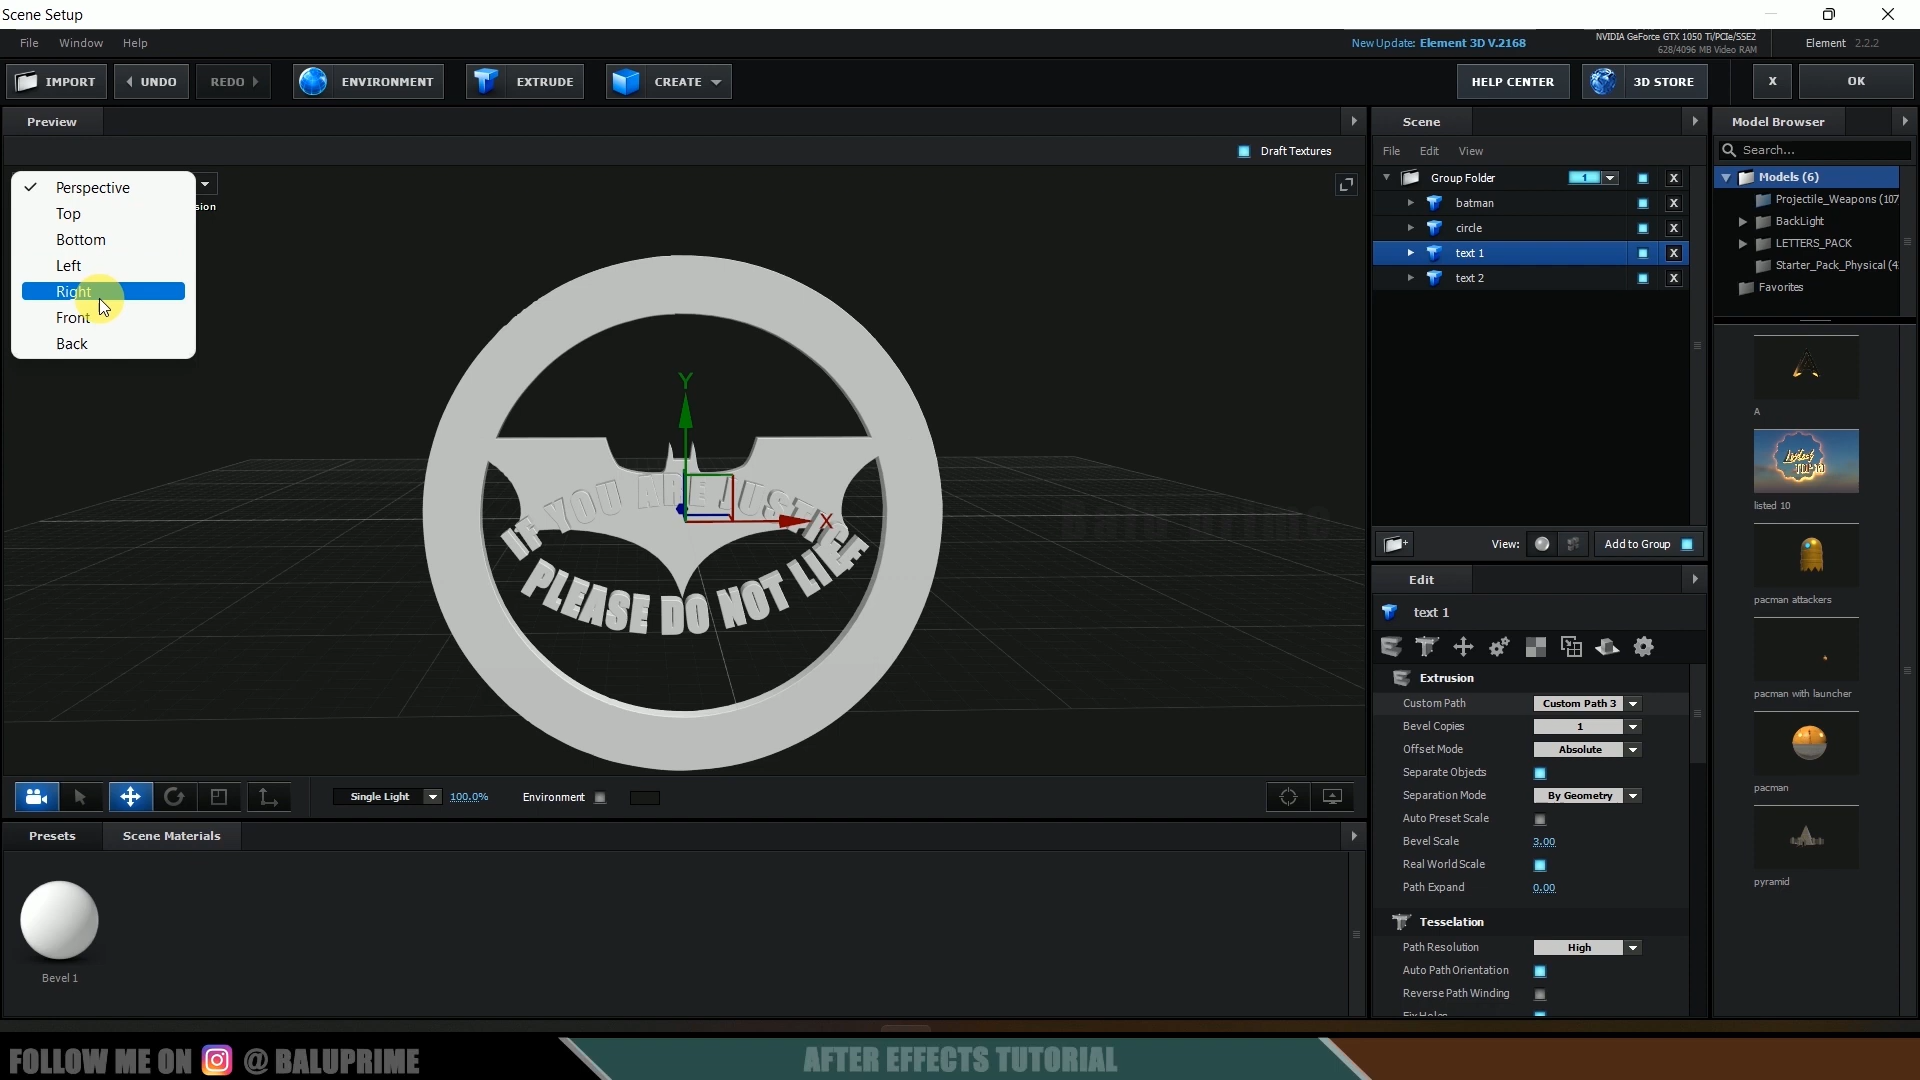 Scene Setup
File Window Help
New Update: Element 3D V.2168
NVIDIA GeForce GTX 1050 Ti/PCIe/SSE2
628/4096 MB Video RAM
Element 2.2.2
IMPORT UNDO REDO ENVIRONMENT EXTRUDE CREATE HELP CENTER 3D STORE X OK
Preview
Draft Textures
Perspective
Top
Bottom
Left
Right
Front
Back
sion
Y
X
IF YOU ARE JUSTICE
PLEASE DO NOT LIE
Single Light 100.0% Environment
Presets Scene Materials
Bevel 1
Scene
File Edit View
Group Folder 1 X
batman X
circle X
text 1 X
text 2 X
View: Add to Group
Edit
text 1
Extrusion
Custom Path Custom Path 3
Bevel Copies 1
Offset Mode Absolute
Separate Objects
Separation Mode By Geometry
Auto Preset Scale
Bevel Scale 3.00
Real World Scale
Path Expand 0.00
Tesselation
Path Resolution High
Auto Path Orientation
Reverse Path Winding
Model Browser
Search...
Models (6)
Projectile_Weapons (107
BackLight
LETTERS_PACK
Starter_Pack_Physical (4
Favorites
A
listed 10
pacman attackers
pacman with launcher
pacman
pyramid
FOLLOW ME ON @ BALUPRIME
AFTER EFFECTS TUTORIAL